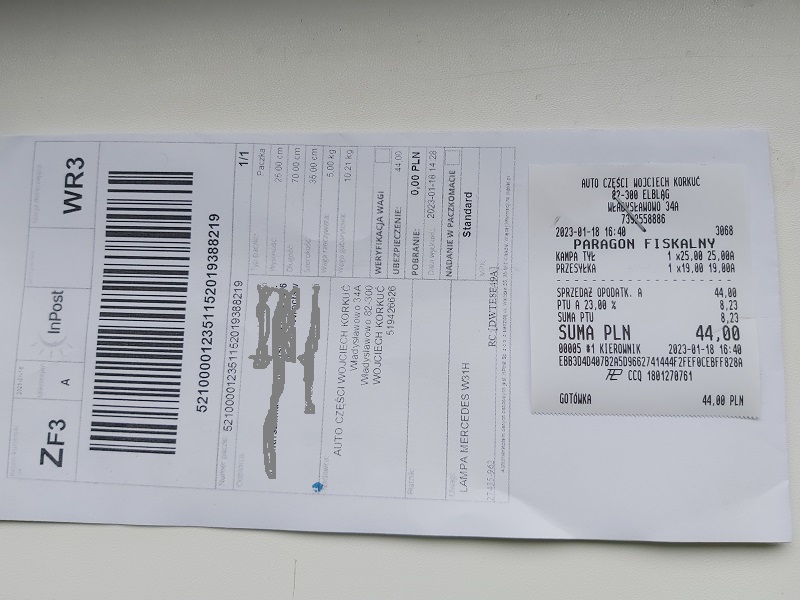 ZF3
A
InPost
WR3
521000012351152019388219
521000012351152019388219
1/1
Paczka
25.00 cm
70.00 cm
35.00 cm
5.00 kg
10.21 kg
AUTO CZĘŚCI WOJCIECH KORKUĆ
Władysławowo 34A
Władysławowo 82-300
WOJCIECH KORKUĆ
519426626
WERYFIKACJA WAGI
UBEZPIECZENIE: 44.00
POBRANIE: 0,00 PLN
2023-01-18 14:28
NADANIE W PACZKOMACIE
LAMPA MERCEDES W31H
Standard
AUTO CZĘŚCI WOJCIECH KORKUĆ
82-300 ELBLĄG
WŁADYSŁAWOWO 34A
2023-01-18 16:40 3068
PARAGON FISKALNY
KAMPA TYŁ 1 x25,00 25,00A
PRZESYŁKA 1 x19,00 19,00A
SPRZEDAŻ OPODATK. A 44,00
PTU A 23,00 % 8,23
SUMA PTU 8,23
SUMA PLN 44,00
00005 #1 KIEROWNIK 2023-01-18 16:40
CCQ 1801270761
GOTÓWKA 44,00 PLN